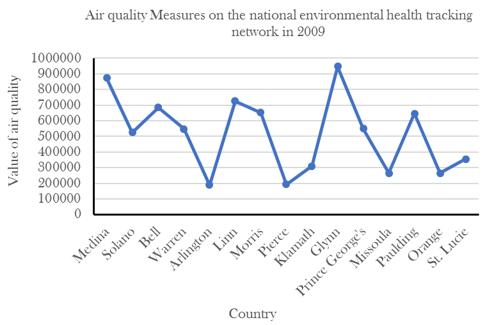 Air quality Measures on the national environmental health tracking
network in 2009
Value of air quality
1000000
900000
800000
700000
600000
500000
400000
300000
200000
100000
0
Medina
Solano
Bell
Warren
Arlington
Linn
Morris
Pierce
Klamath
Glynn
Prince George's
Missoula
Paulding
Orange
St. Lucie
Country